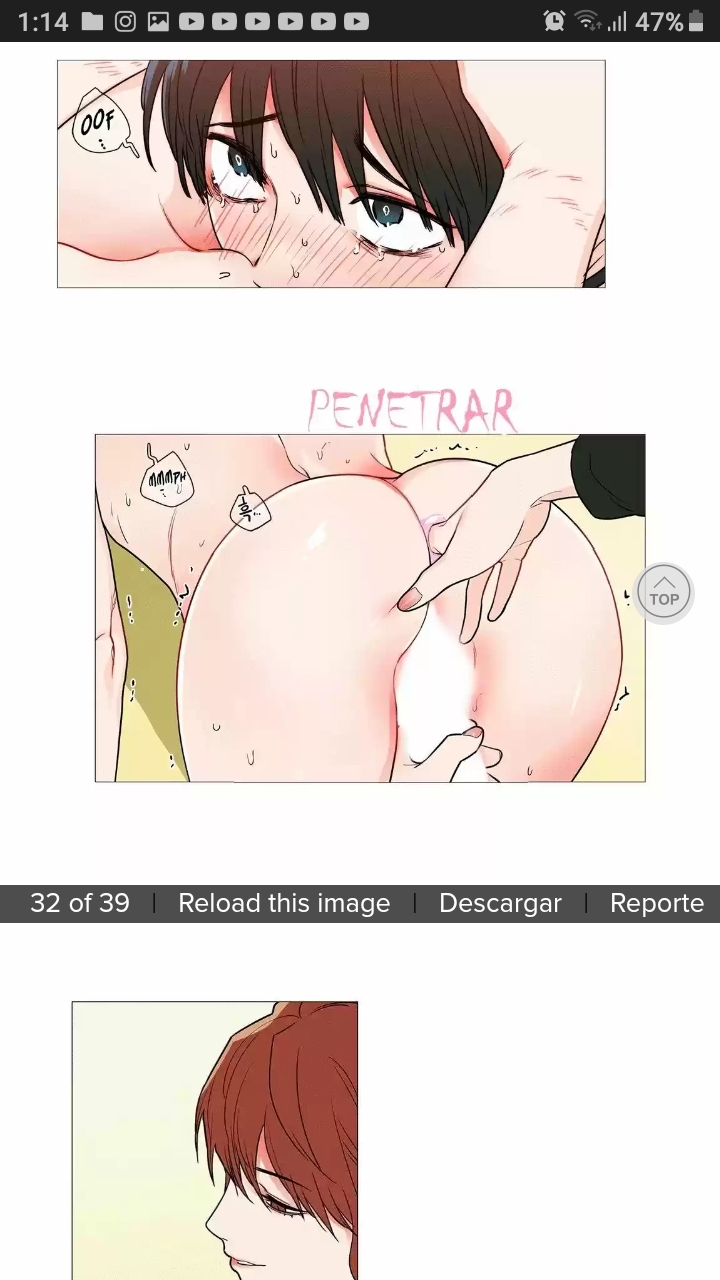 1:14
47%
OOF
...
PENETRAR
MMMPH
...
흑...
TOP
32 of 39 | Reload this image | Descargar | Reporte